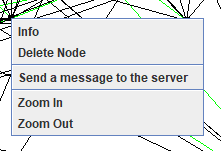 Info
Delete Node
Send a message to the server
Zoom In
Zoom Out